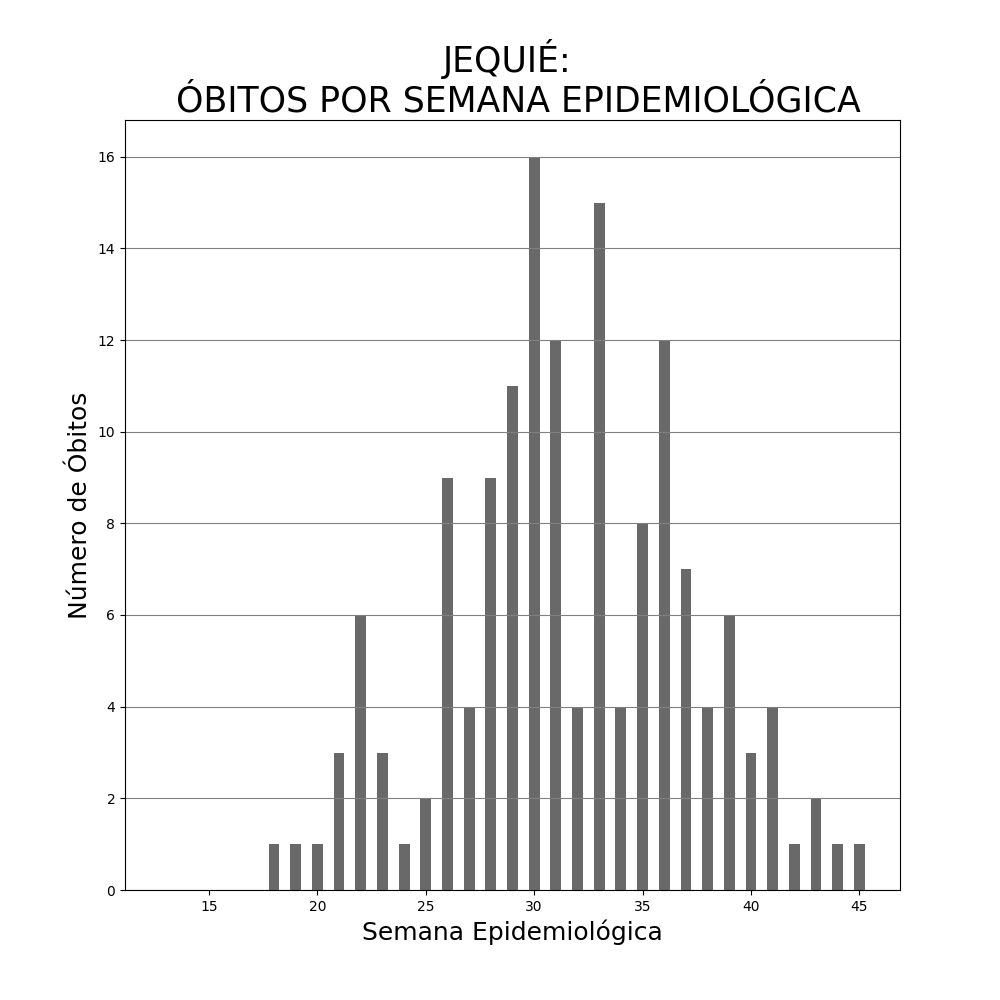 JEQUIÉ:
ÓBITOS POR SEMANA EPIDEMIOLÓGICA
16
14
12
10
8
6
4
2
0
Número de Óbitos
15 20 25 30 35 40 45
Semana Epidemiológica